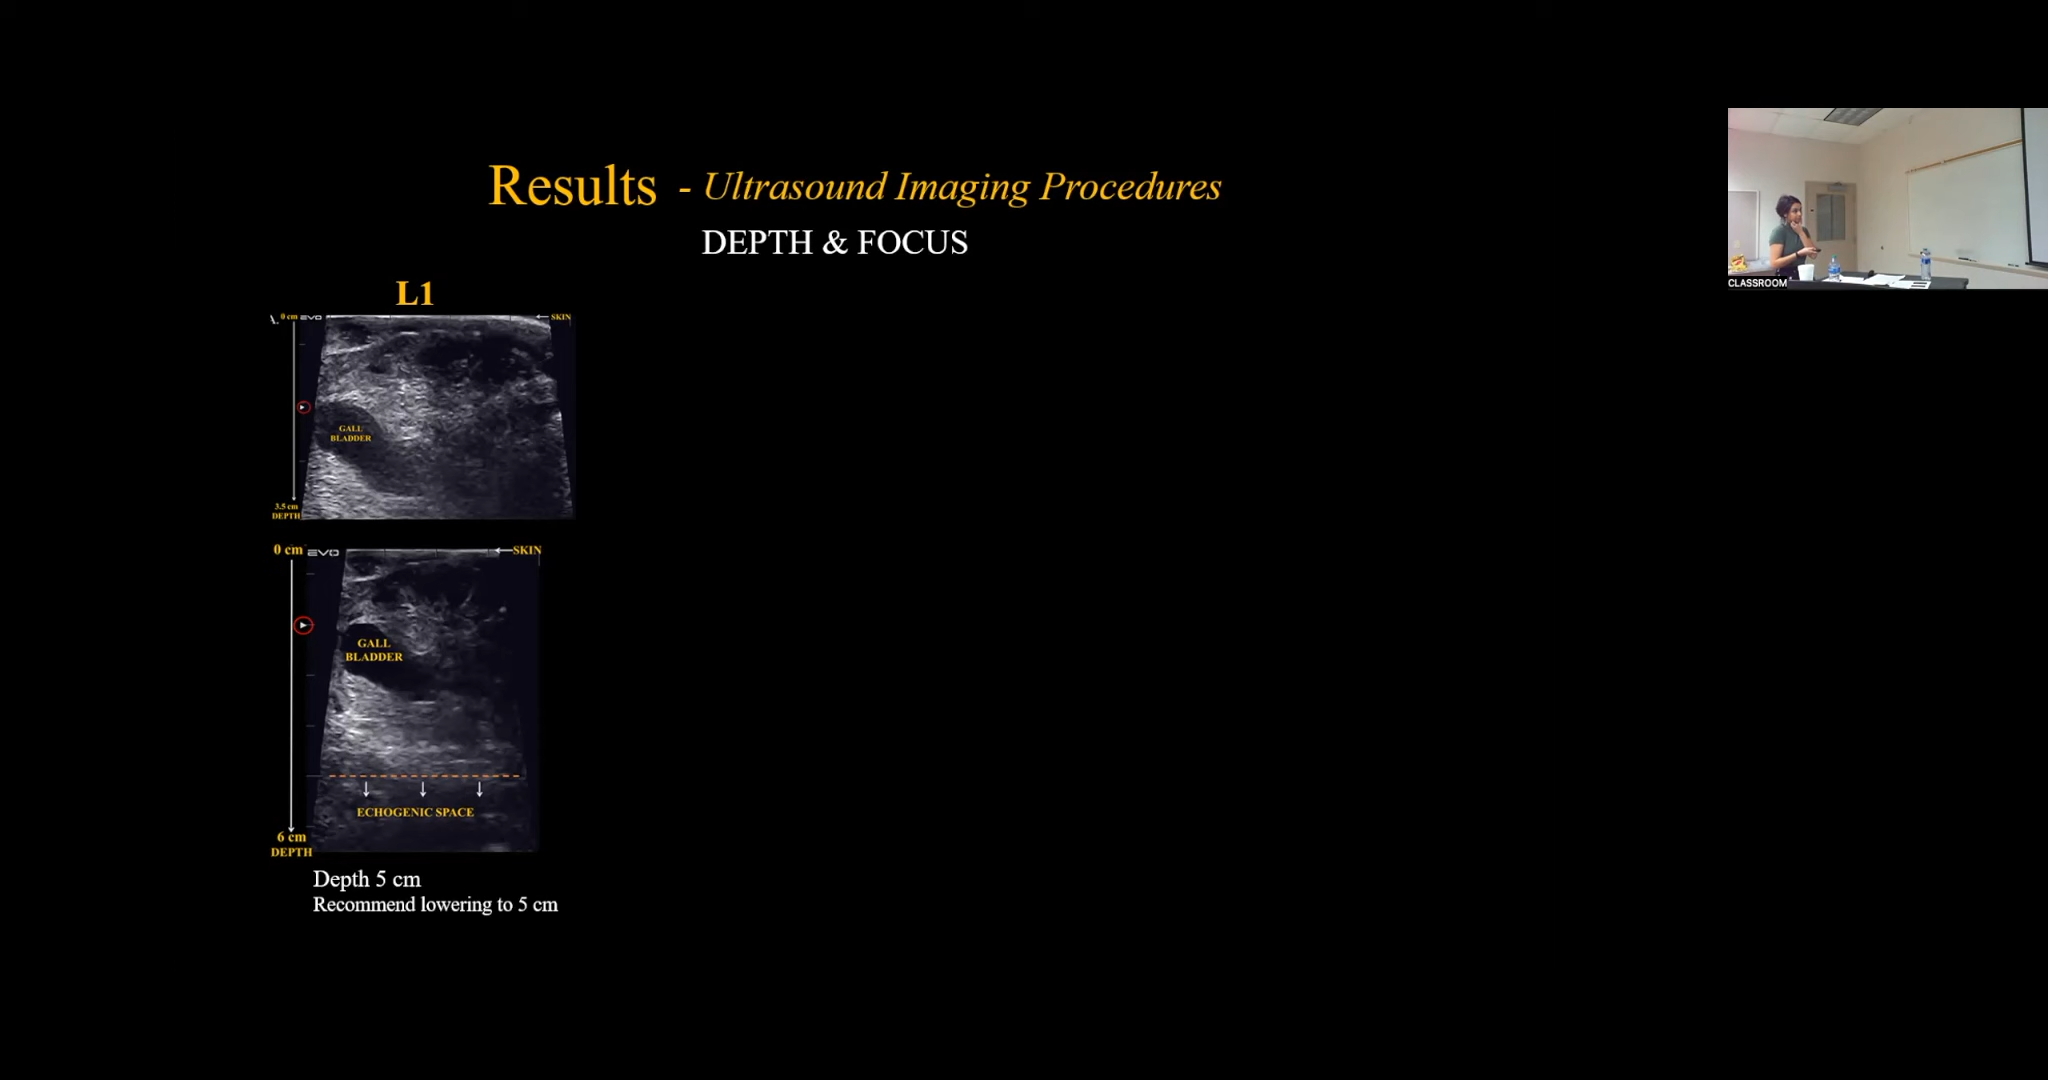 Results - Ultrasound Imaging Procedures
DEPTH & FOCUS
L1
0 cm EVO ← SKIN
GALL
BLADDER
3.5 cm
DEPTH
0 cm EVO ← SKIN
GALL
BLADDER
ECHOGENIC SPACE
6 cm
DEPTH
Depth 5 cm
Recommend lowering to 5 cm
CLASSROOM